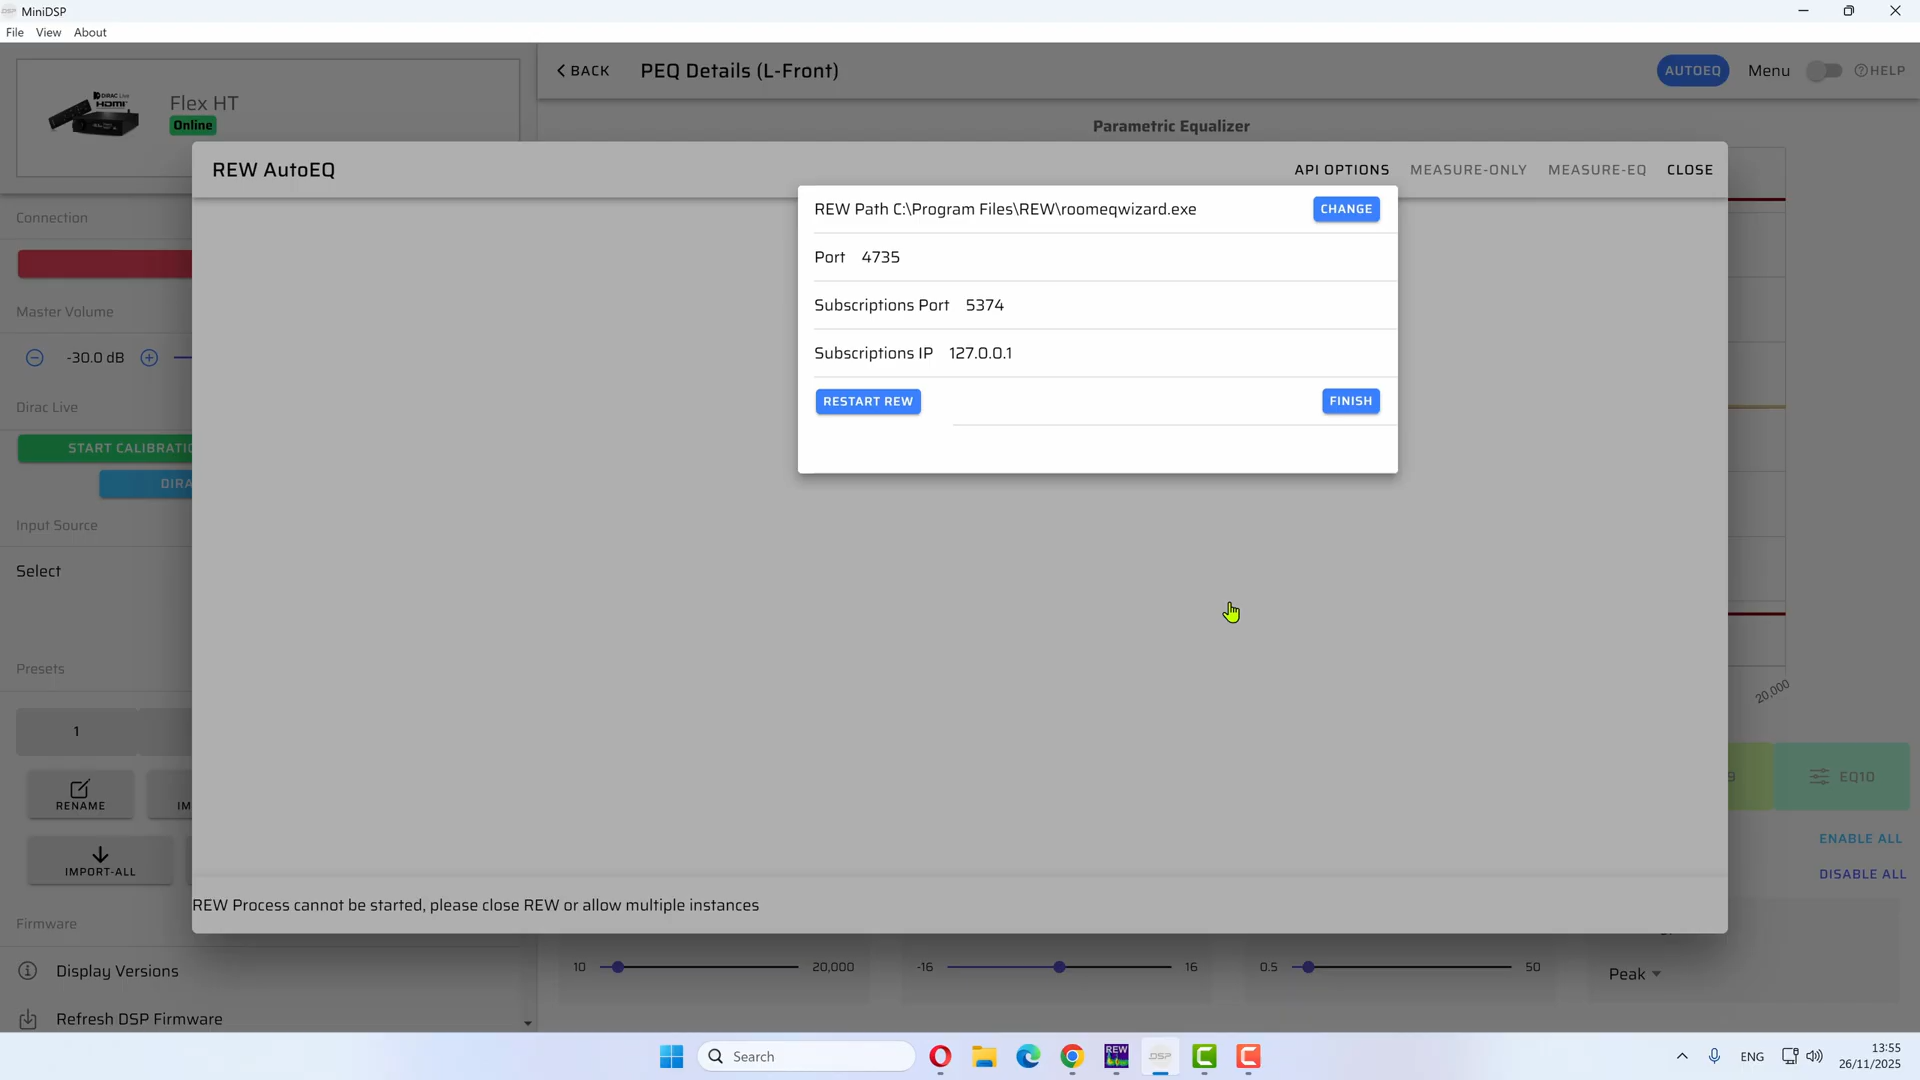 MiniDSP
File View About
Flex HT
Online
BACK PEQ Details (L-Front) AUTOEQ Menu HELP
Parametric Equalizer
REW AutoEQ API OPTIONS MEASURE-ONLY MEASURE-EQ CLOSE
REW Path C:\Program Files\REW\roomeqwizard.exe CHANGE
Port 4735
Subscriptions Port 5374
Subscriptions IP 127.0.0.1
RESTART REW FINISH
Connection
Master Volume
-30.0 dB
Dirac Live
START CALIBRATIO
DIRA
Input Source
Select
Presets
1
RENAME IM
IMPORT-ALL
20,000
9 EQ10
ENABLE ALL
DISABLE ALL
REW Process cannot be started, please close REW or allow multiple instances
Firmware
Display Versions
Refresh DSP Firmware
10 20,000 -16 16 0.5 50
Peak
Search
REW
DSP
ENG
13:55
26/11/2025